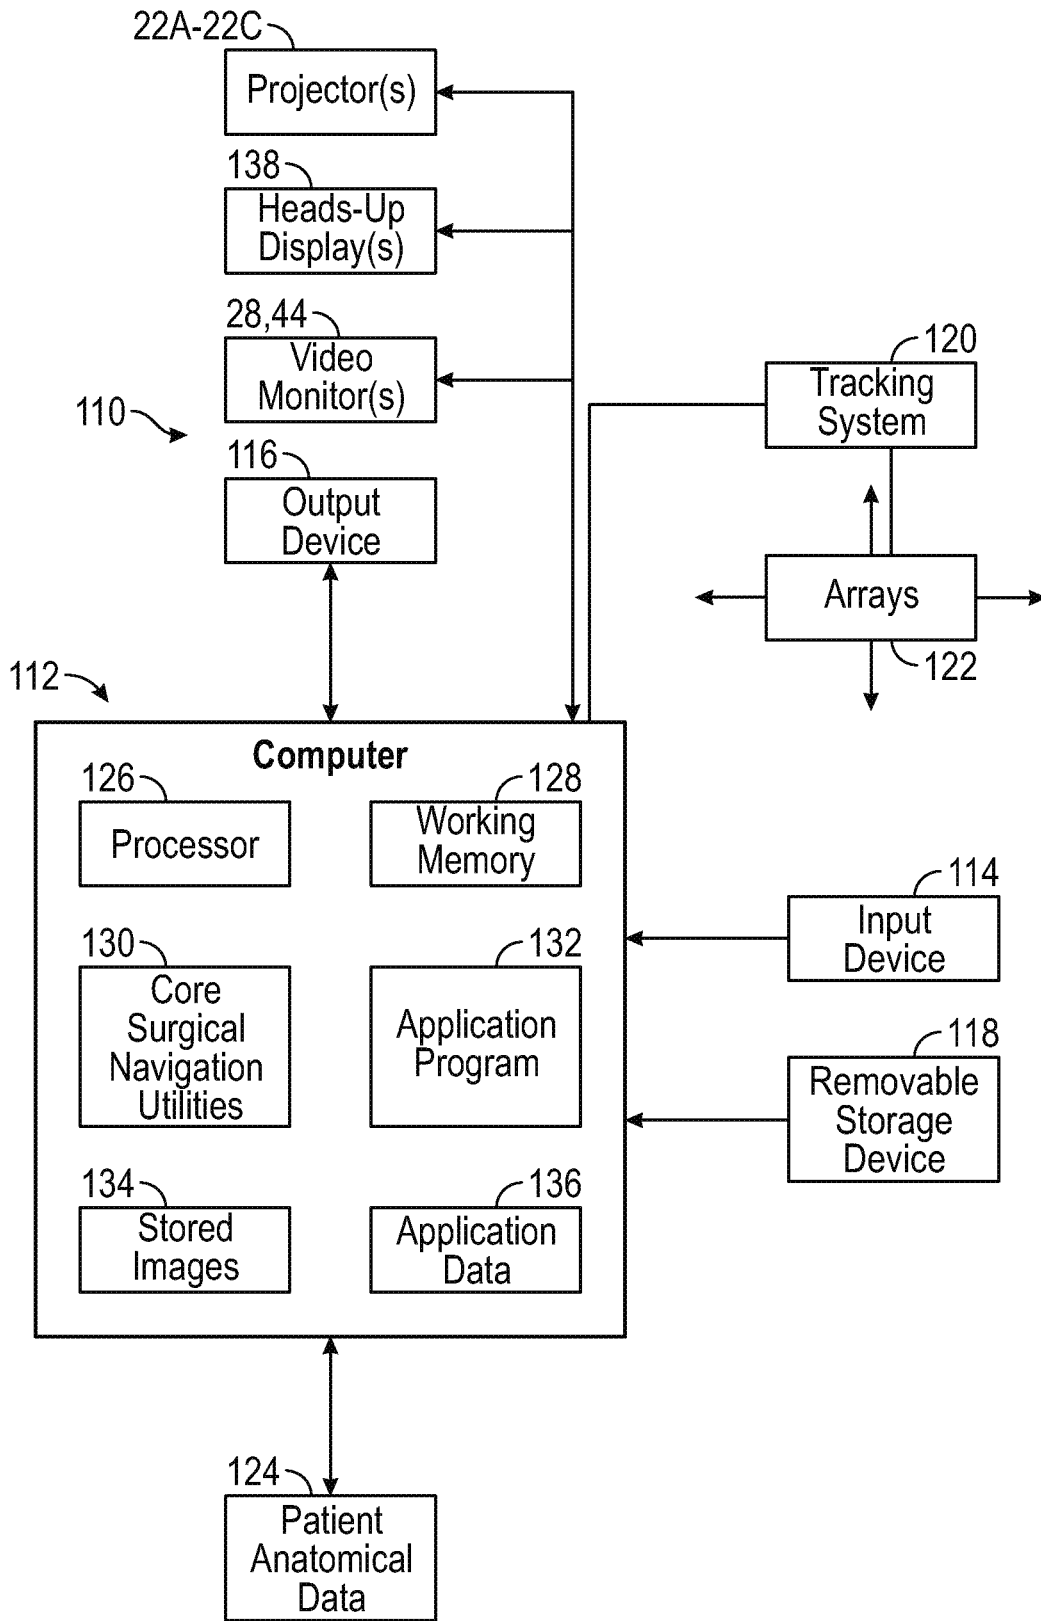 22A-22C
Projector(s)
138
Heads-Up
Display(s)
28,44
Video
Monitor(s)
110
116
Output
Device
120
Tracking
System
Arrays
122
112
Computer
126
Processor
128
Working
Memory
130
Core
Surgical
Navigation
Utilities
132
Application
Program
134
Stored
Images
136
Application
Data
114
Input
Device
118
Removable
Storage
Device
124
Patient
Anatomical
Data